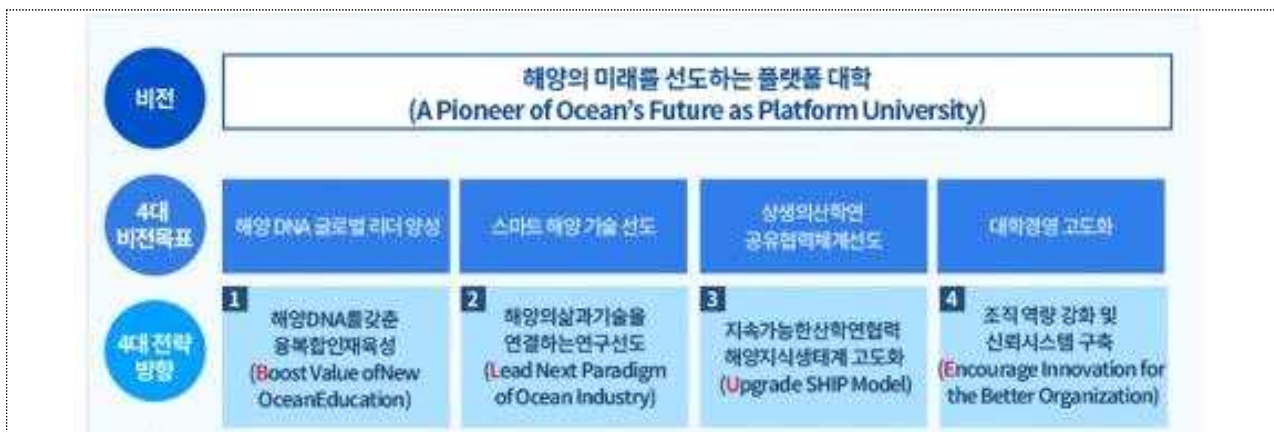 비전
해양의 미래를 선도하는 플랫폼 대학
(A Pioneer of Ocean's Future as Platform University)
4대
비전목표
해양 DNA 글로벌 리더 양성
스마트 해양 기술 선도
상생의산학연
공유협력체계선도
대학경영 고도화
4대 전략
방향
1
해양DNA를갖춘
융복합인재육성
(Boost Value ofNew
OceanEducation)
2
해양의삶과기술을
연결하는연구선도
(Lead Next Paradigm
of Ocean Industry)
3
지속가능한산학연협력
해양지식생태계 고도화
(Upgrade SHIP Model)
4
조직 역량 강화 및
신뢰시스템 구축
(Encourage Innovation for
the Better Organization)